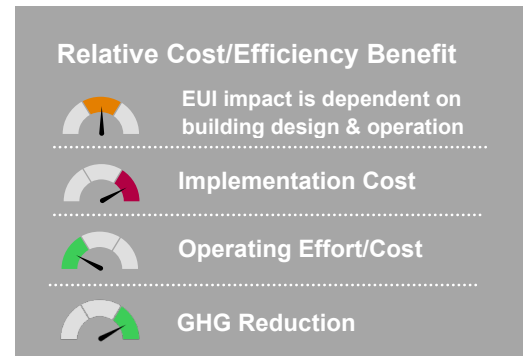 Relative Cost/Efficiency Benefit
EUI impact is dependent on
building design & operation
Implementation Cost
Operating Effort/Cost
GHG Reduction